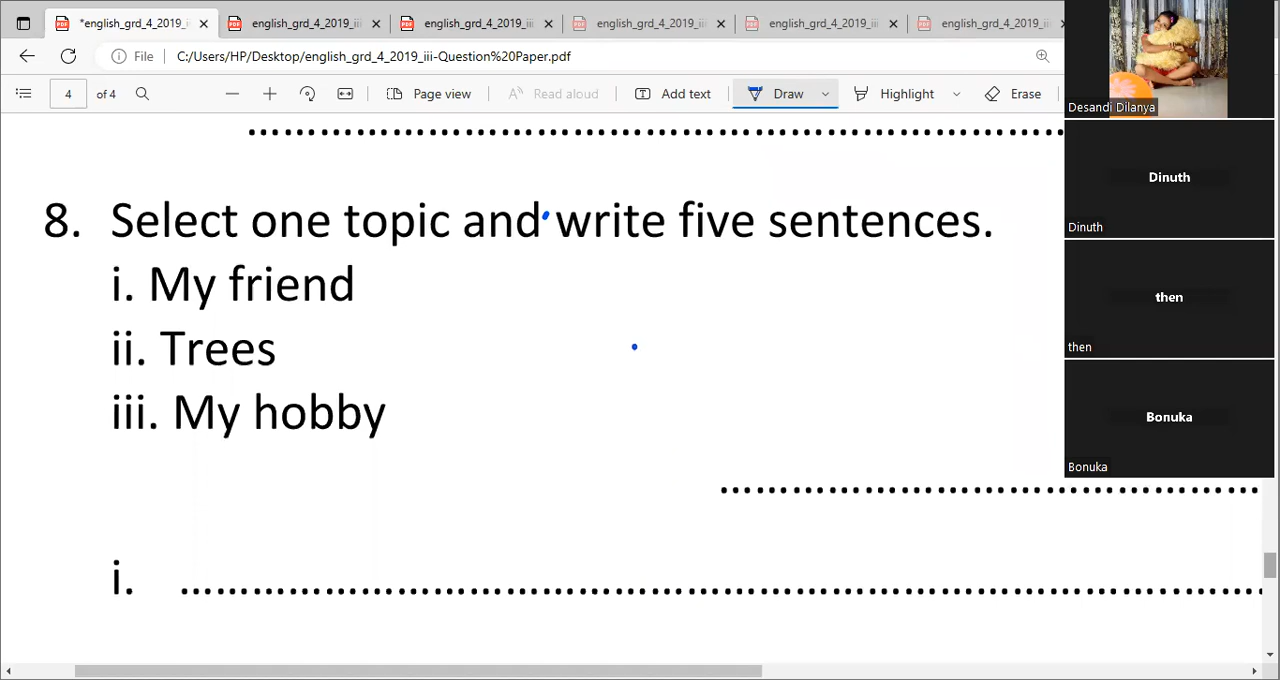 *english_grd_4_2019_iii
english_grd_4_2019_iii
english_grd_4_2019_iii
english_grd_4_2019_iii
english_grd_4_2019_iii
english_grd_4_2019_iii
File C:/Users/HP/Desktop/english_grd_4_2019_iii-Question%20Paper.pdf
4 of 4 Page view Read aloud Add text Draw Highlight Erase
8. Select one topic and write five sentences.
i. My friend
ii. Trees
iii. My hobby
i.
Desandi Dilanya
Dinuth
Dinuth
then
then
Bonuka
Bonuka